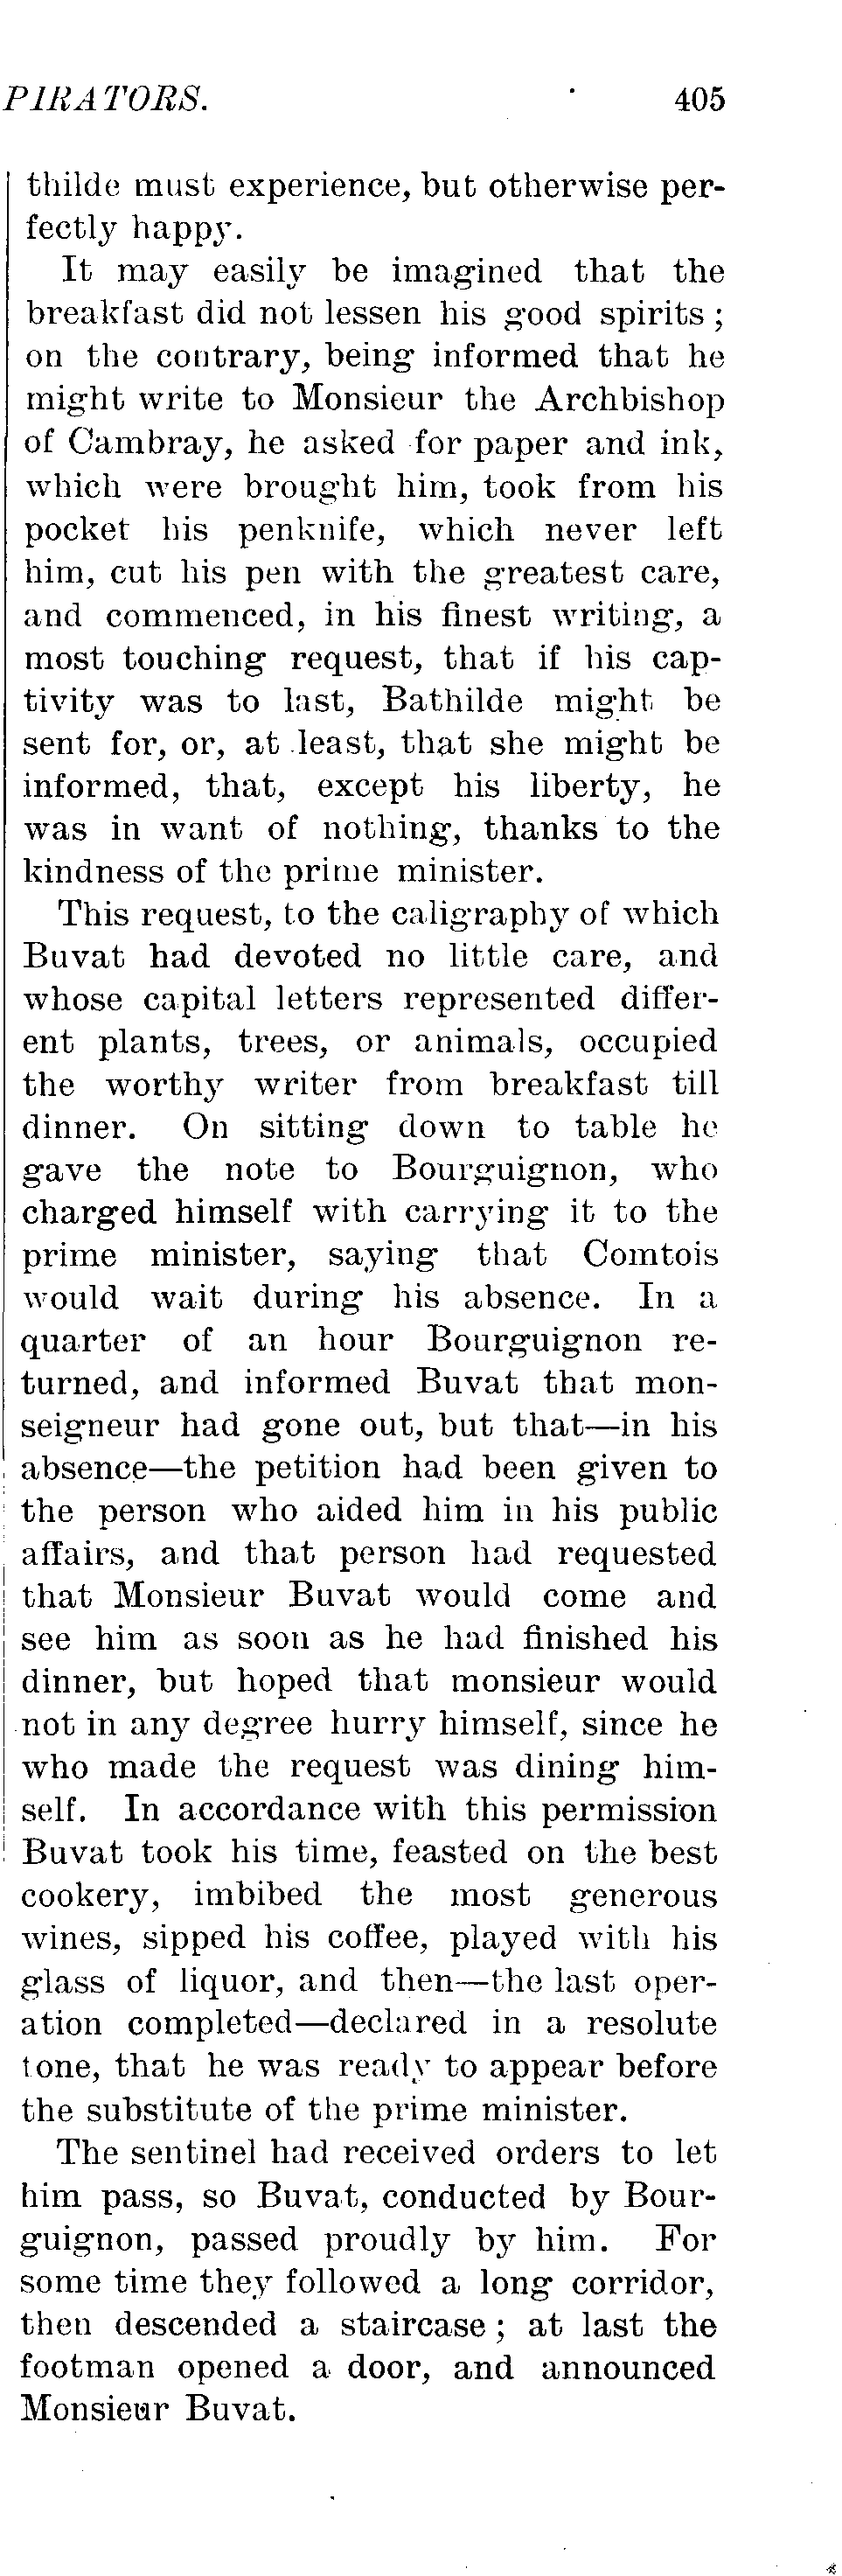 PIRATORS. 405
thilde must experience, but otherwise per-
fectly happy.
It may easily be imagined that the
breakfast did not lessen his good spirits ;
on the contrary, being informed that he
might write to Monsieur the Archbishop
of Cambray, he asked for paper and ink,
which were brought him, took from his
pocket his penknife, which never left
him, cut his pen with the greatest care,
and commenced, in his finest writing, a
most touching request, that if his cap-
tivity was to last, Bathilde might be
sent for, or, at least, that she might be
informed, that, except his liberty, he
was in want of nothing, thanks to the
kindness of the prime minister.
This request, to the caligraphy of which
Buvat had devoted no little care, and
whose capital letters represented differ-
ent plants, trees, or animals, occupied
the worthy writer from breakfast till
dinner. On sitting down to table he
gave the note to Bourguignon, who
charged himself with carrying it to the
prime minister, saying that Comtois
would wait during his absence. In a
quarter of an hour Bourguignon re-
turned, and informed Buvat that mon-
seigneur had gone out, but that—in his
absence—the petition had been given to
the person who aided him in his public
affairs, and that person had requested
that Monsieur Buvat would come and
see him as soon as he had finished his
dinner, but hoped that monsieur would
not in any degree hurry himself, since he
who made the request was dining him-
self. In accordance with this permission
Buvat took his time, feasted on the best
cookery, imbibed the most generous
wines, sipped his coffee, played with his
glass of liquor, and then—the last oper-
ation completed—declared in a resolute
tone, that he was ready to appear before
the substitute of the prime minister.
The sentinel had received orders to let
him pass, so Buvat, conducted by Bour-
guignon, passed proudly by him. For
some time they followed a long corridor,
then descended a staircase ; at last the
footman opened a door, and announced
Monsieur Buvat.